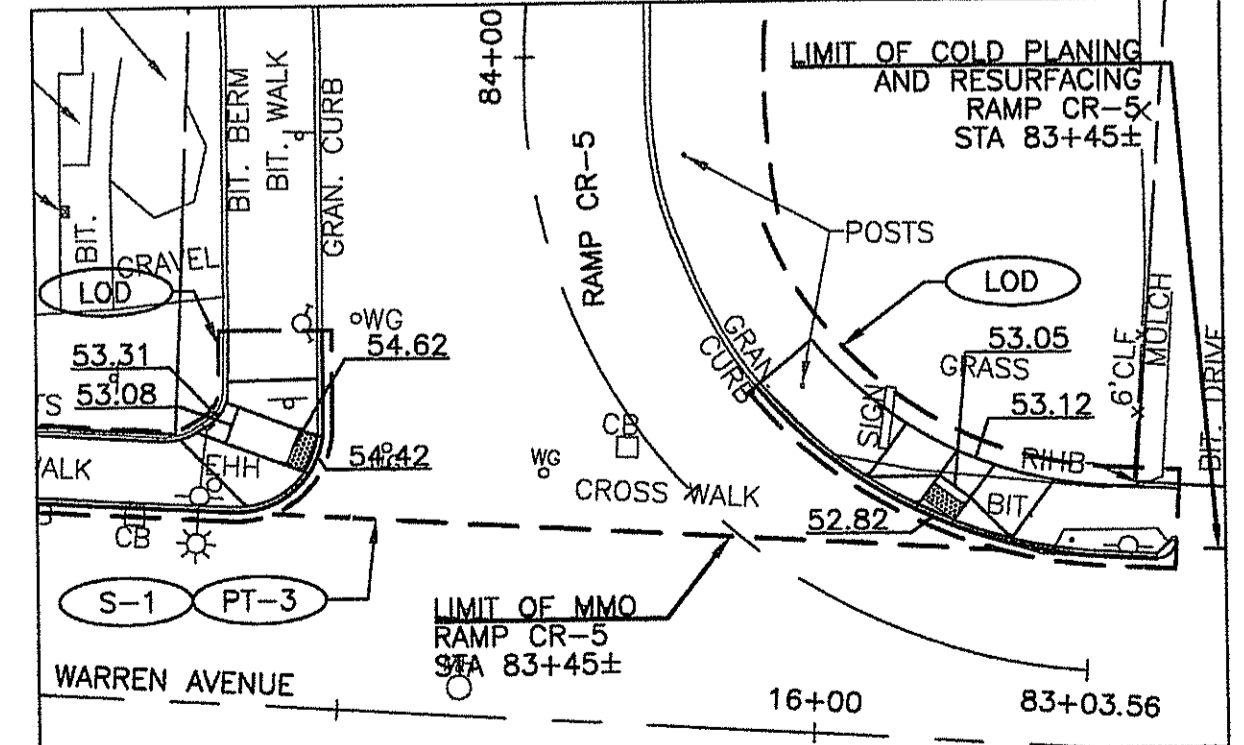 84+00
LIMIT OF COLD PLANING
AND RESURFACING
RAMP CR-5
STA 83+45±
BIT. BERM
BIT. WALK
GRAN. CURB
RAMP CR-5
POSTS
BIT.
GRAVEL
LOD
LOD
WG
54.62
53.31
53.08
GRAN
CURB
53.05
GRASS
53.12
6'CLF
MULCH
BIT. DRIVE
SIGN
CB
54.42
WALK
EHH
WG
CROSS WALK
RIHB
BIT.
52.82
CB
S-1
PT-3
LIMIT OF MMO
RAMP CR-5
STA 83+45±
WARREN AVENUE
16+00
83+03.56